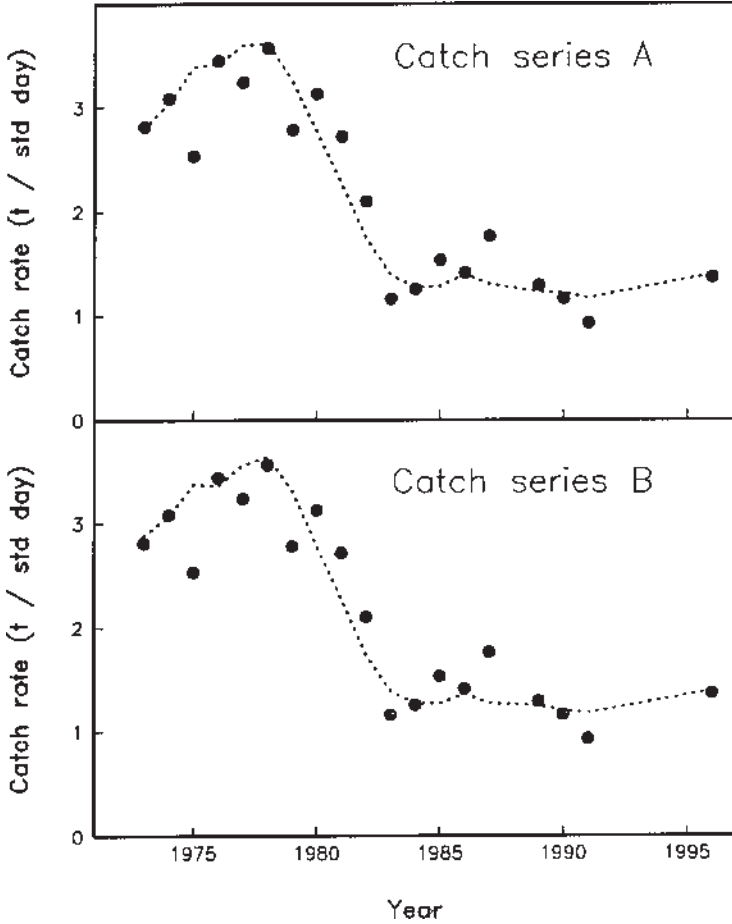 Catch series A
Catch rate (t / std day)
3
2
1
0
Catch series B
Catch rate (t / std day)
3
2
1
0
1975 1980 1985 1990 1995
Year